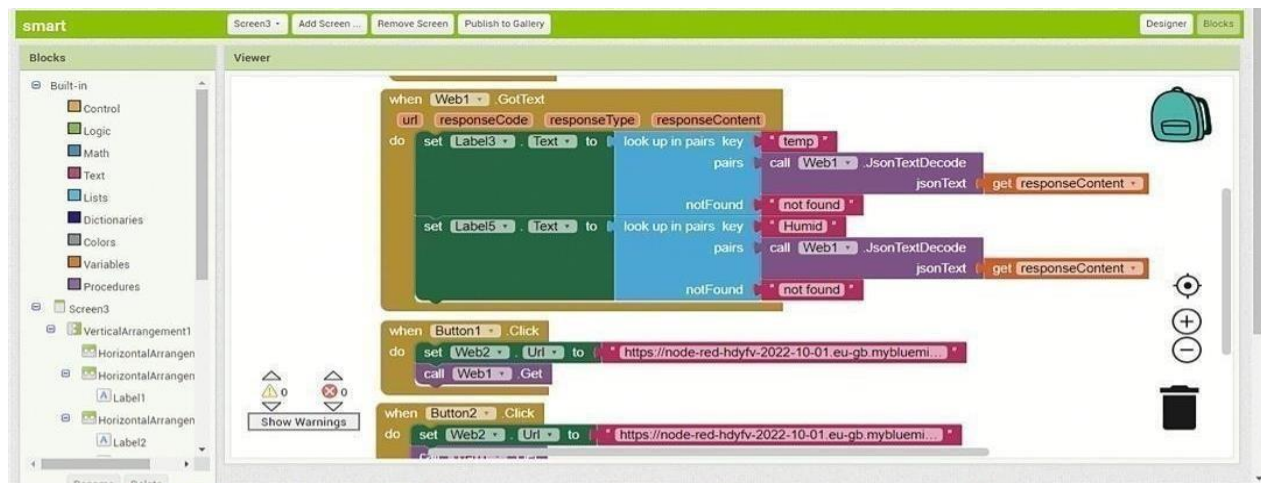 smart Screen3 Add Screen ... Remove Screen Publish to Gallery Designer Blocks
Blocks
Viewer
Built-in
Control
Logic
Math
Text
Lists
Dictionaries
Colors
Variables
Procedures
Screen3
VerticalArrangement1
HorizontalArrangen
HorizontalArrangen
Label1
HorizontalArrangen
Label2
when Web1 .GotText
url responseCode responseType responseContent
do set Label3 . Text to look up in pairs key " temp "
pairs call Web1 .JsonTextDecode
jsonText get responseContent
notFound " not found "
set Label5 . Text to look up in pairs key " Humid "
pairs call Web1 .JsonTextDecode
jsonText get responseContent
notFound " not found "
when Button1 .Click
do set Web2 . Url to " https://node-red-hdyfv-2022-10-01.eu-gb.mybluemi... "
call Web1 .Get
0 0
Show Warnings
when Button2 .Click
do set Web2 . Url to " https://node-red-hdyfv-2022-10-01.eu-gb.mybluemi... "